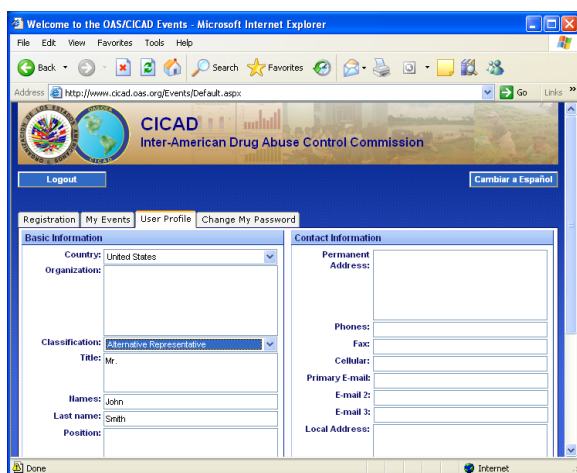 Welcome to the OAS/CICAD Events - Microsoft Internet Explorer
File Edit View Favorites Tools Help
Back Search Favorites
Address http://www.cicad.oas.org/Events/Default.aspx Go Links »
CICAD
Inter-American Drug Abuse Control Commission
Logout Cambiar a Español
Registration My Events User Profile Change My Password
Basic Information
Country: United States
Organization:
Classification: Alternative Representative
Title: Mr.
Names: John
Last name: Smith
Position:
Contact Information
Permanent
Address:
Phones:
Fax:
Cellular:
Primary E-mail:
E-mail 2:
E-mail 3:
Local Address:
Done Internet